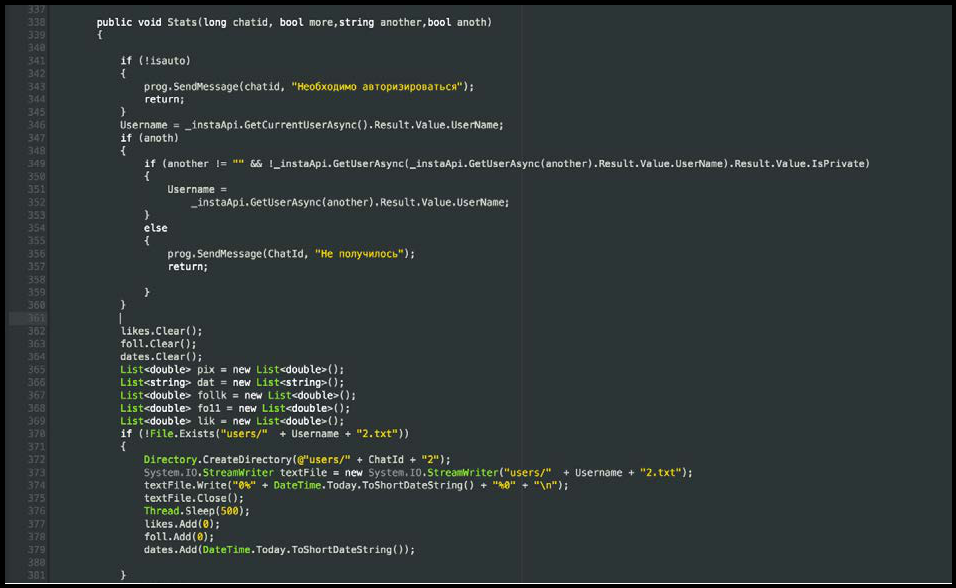 337
338 public void Stats(long chatid, bool more,string another,bool anoth)
339 {
340
341 if (!isauto)
342 {
343 prog.SendMessage(chatid, "Необходимо авторизироваться");
344 return;
345 }
346 Username = _instaApi.GetCurrentUserAsync().Result.Value.UserName;
347 if (anoth)
348 {
349 if (another != "" && !_instaApi.GetUserAsync(_instaApi.GetUserAsync(another).Result.Value.UserName).Result.Value.IsPrivate)
350 {
351 Username =
352 _instaApi.GetUserAsync(another).Result.Value.UserName;
353 }
354 else
355 {
356 prog.SendMessage(ChatId, "Не получилось");
357 return;
358
359 }
360 }
361
362 likes.Clear();
363 foll.Clear();
364 dates.Clear();
365 List<double> pix = new List<double>();
366 List<string> dat = new List<string>();
367 List<double> follk = new List<double>();
368 List<double> fo11 = new List<double>();
369 List<double> lik = new List<double>();
370 if (!File.Exists("users/" + Username + "2.txt"))
371 {
372 Directory.CreateDirectory(@"users/" + ChatId + "2");
373 System.IO.StreamWriter textFile = new System.IO.StreamWriter("users/" + Username + "2.txt");
374 textFile.Write("0%" + DateTime.Today.ToShortDateString() + "%0" + "\n");
375 textFile.Close();
376 Thread.Sleep(500);
377 likes.Add(0);
378 foll.Add(0);
379 dates.Add(DateTime.Today.ToShortDateString());
380
381 }